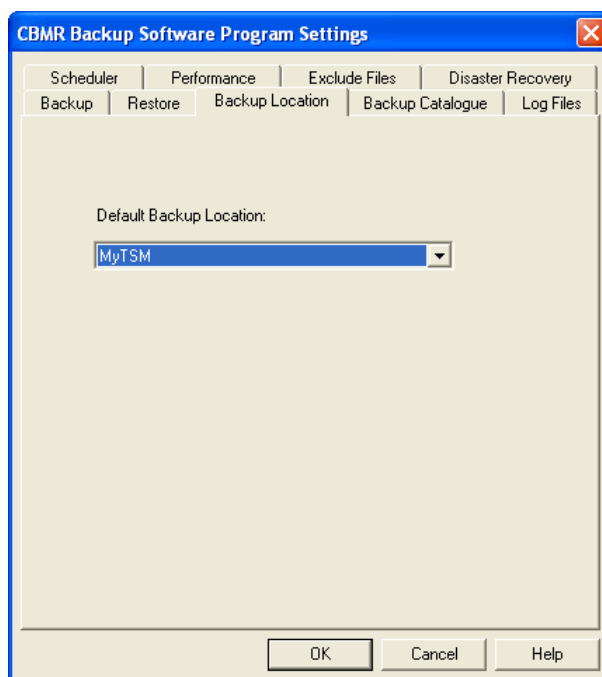 CBMR Backup Software Program Settings
Scheduler Performance Exclude Files Disaster Recovery
Backup Restore Backup Location Backup Catalogue Log Files
Default Backup Location:
MyTSM
OK Cancel Help